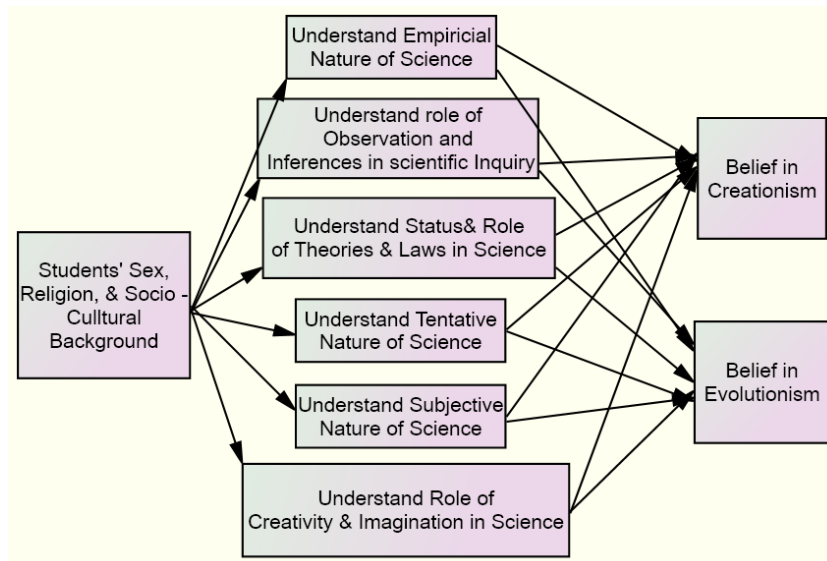 Understand Empiricial
Nature of Science
Understand role of
Observation and
Inferences in scientific Inquiry
Understand Status& Role
of Theories & Laws in Science
Students' Sex,
Religion, & Socio -
Culltural
Background
Understand Tentative
Nature of Science
Understand Subjective
Nature of Science
Understand Role of
Creativity & Imagination in Science
Belief in
Creationism
Belief in
Evolutionism